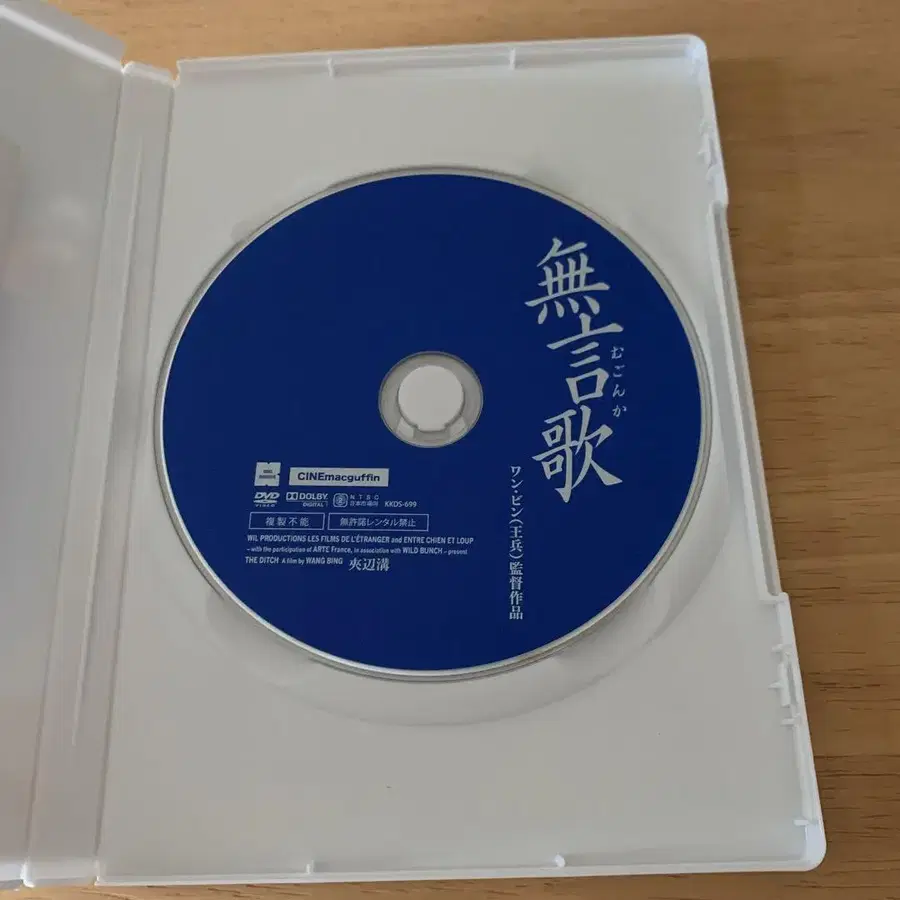 無言歌
むごんか
ワン・ビン(王兵)監督作品
CINEmacguffin
DVD
VIDEO
DOLBY
DIGITAL
NTSC
日本市場向
KKDS-699
複製不能
無許諾レンタル禁止
WIL PRODUCTIONS LES FILMS DE L'ÉTRANGER and ENTRE CHIEN ET LOUP
– with the participation of ARTE France, in association with WILD BUNCH – present
THE DITCH A film by WANG BING 夾辺溝